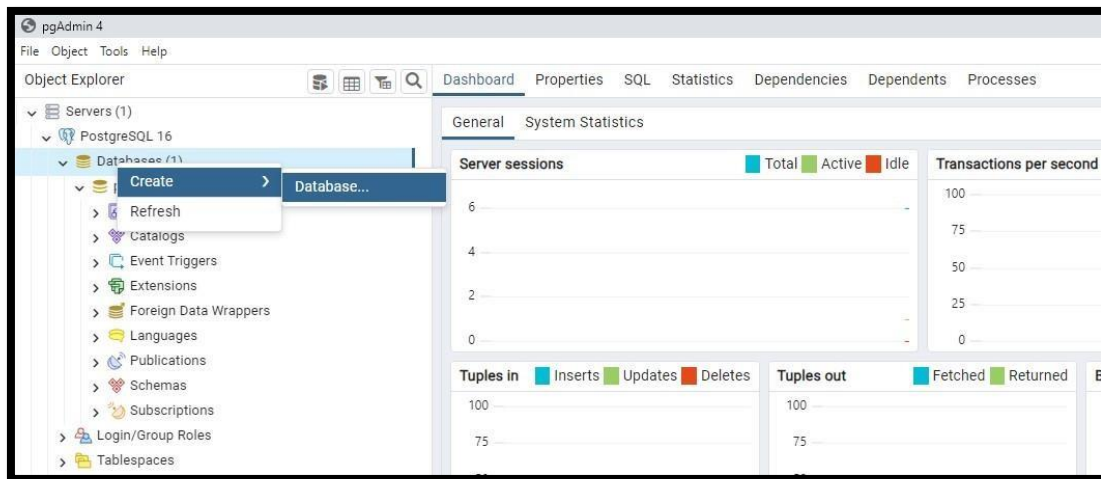 pgAdmin 4
File Object Tools Help
Object Explorer
Servers (1)
PostgreSQL 16
Databases (1)
Create
Database...
Refresh
Catalogs
Event Triggers
Extensions
Foreign Data Wrappers
Languages
Publications
Schemas
Subscriptions
Login/Group Roles
Tablespaces
Dashboard Properties SQL Statistics Dependencies Dependents Processes
General System Statistics
Server sessions Total Active Idle
6
4
2
0
Transactions per second
100
75
50
25
0
Tuples in Inserts Updates Deletes
100
75
Tuples out Fetched Returned
100
75